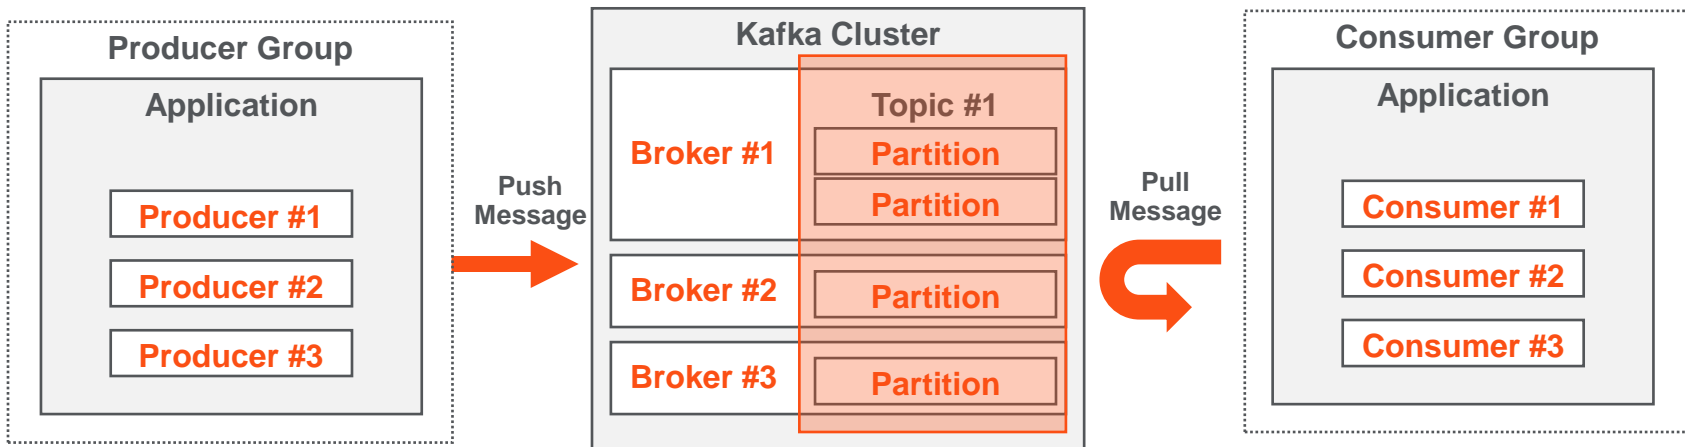 Producer Group
Application
Producer #1
Producer #2
Producer #3
Push
Message
Kafka Cluster
Topic #1
Broker #1
Partition
Partition
Broker #2
Partition
Broker #3
Partition
Pull
Message
Consumer Group
Application
Consumer #1
Consumer #2
Consumer #3